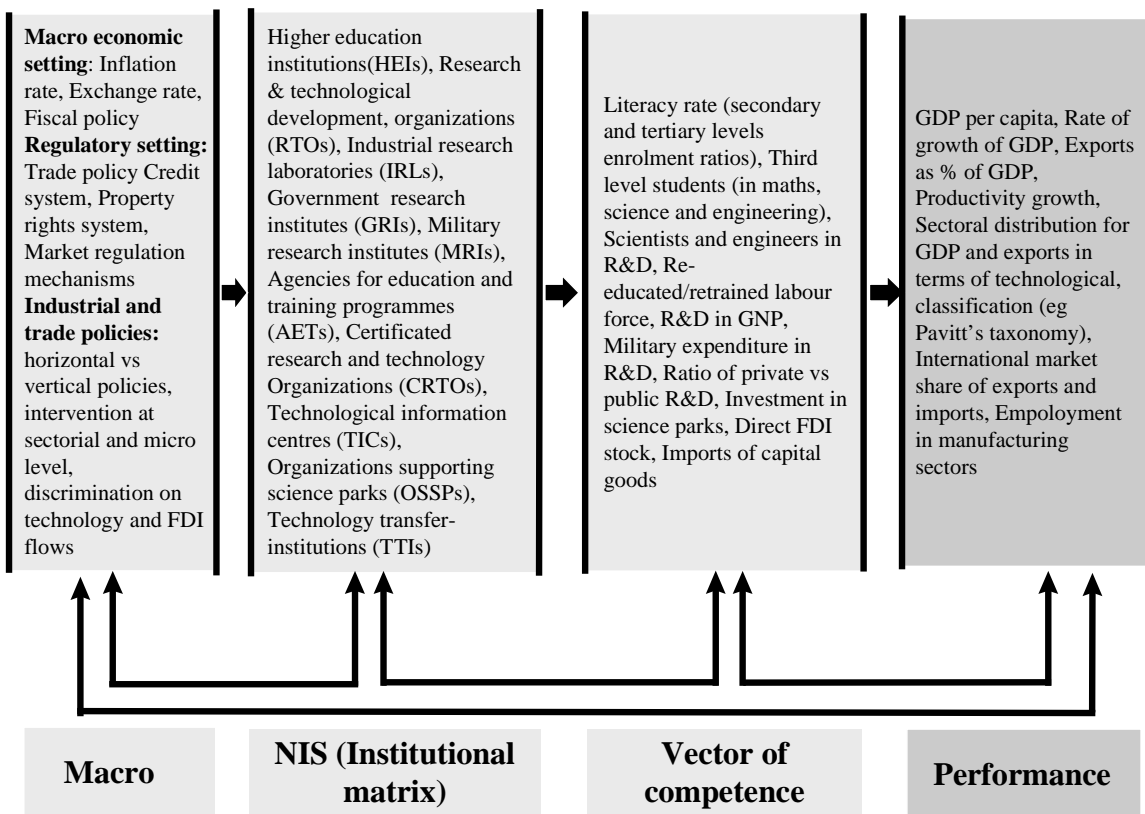 Macro economic
setting: Inflation
rate, Exchange rate,
Fiscal policy
Regulatory setting:
Trade policy Credit
system, Property
rights system,
Market regulation
mechanisms
Industrial and
trade policies:
horizontal vs
vertical policies,
intervention at
sectorial and micro
level,
discrimination on
technology and FDI
flows
Higher education
institutions(HEIs), Research
& technological
development, organizations
(RTOs), Industrial research
laboratories (IRLs),
Government research
institutes (GRIs), Military
research institutes (MRIs),
Agencies for education and
training programmes
(AETs), Certificated
research and technology
Organizations (CRTOs),
Technological information
centres (TICs),
Organizations supporting
science parks (OSSPs),
Technology transfer-
institutions (TTIs)
Literacy rate (secondary
and tertiary levels
enrolment ratios), Third
level students (in maths,
science and engineering),
Scientists and engineers in
R&D, Re-
educated/retrained labour
force, R&D in GNP,
Military expenditure in
R&D, Ratio of private vs
public R&D, Investment in
science parks, Direct FDI
stock, Imports of capital
goods
GDP per capita, Rate of
growth of GDP, Exports
as % of GDP,
Productivity growth,
Sectoral distribution for
GDP and exports in
terms of technological,
classification (eg
Pavitt’s taxonomy),
International market
share of exports and
imports, Empoloyment
in manufacturing
sectors
Macro
NIS (Institutional
matrix)
Vector of
competence
Performance